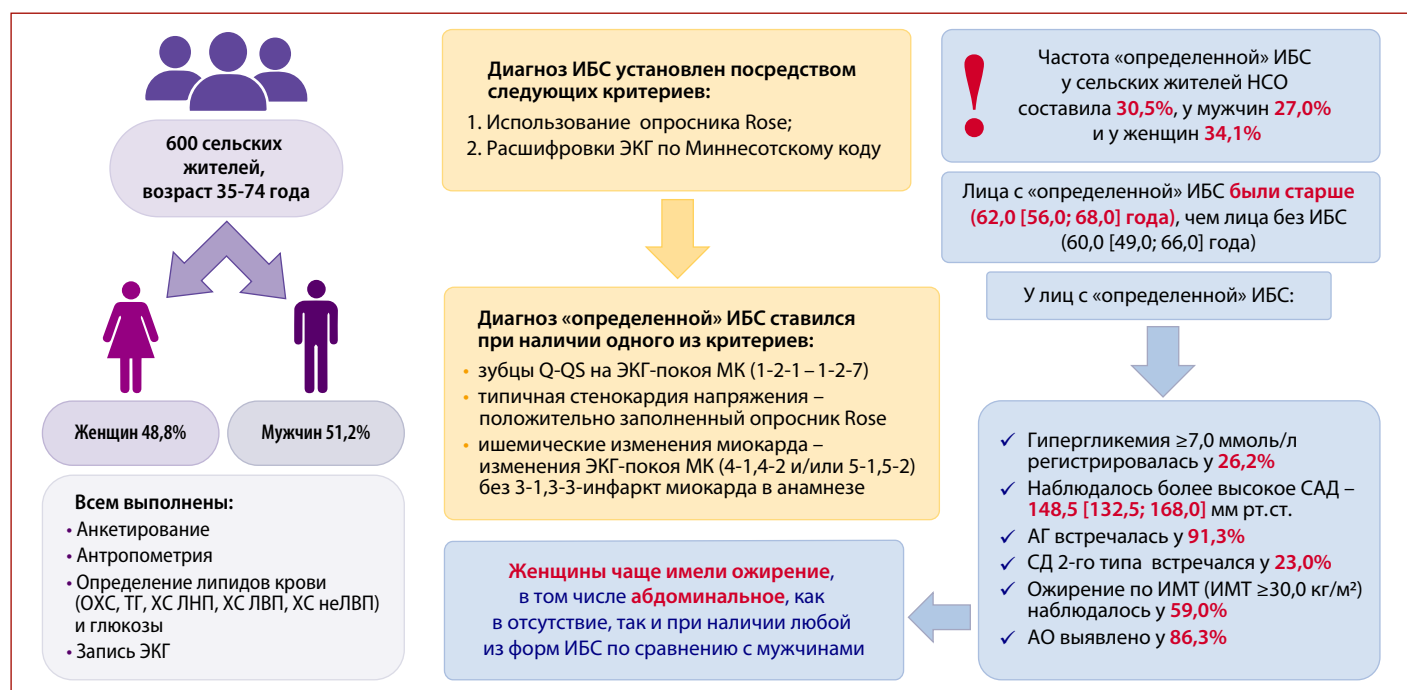 600 сельских
жителей,
возраст 35-74 года
Женщин 48,8%
Мужчин 51,2%
Всем выполнены:
• Анкетирование
• Антропометрия
• Определение липидов крови
(ОХС, ТГ, ХС ЛНП, ХС ЛВП, ХС неЛВП)
и глюкозы
• Запись ЭКГ
Диагноз ИБС установлен посредством
следующих критериев:
1. Использование опросника Rose;
2. Расшифровки ЭКГ по Миннесотскому коду
Диагноз «определенной» ИБС ставился
при наличии одного из критериев:
• зубцы Q-QS на ЭКГ-покоя МК (1-2-1 – 1-2-7)
• типичная стенокардия напряжения –
положительно заполненный опросник Rose
• ишемические изменения миокарда –
изменения ЭКГ-покоя МК (4-1,4-2 и/или 5-1,5-2)
без 3-1,3-3-инфаркт миокарда в анамнезе
Женщины чаще имели ожирение,
в том числе абдоминальное, как
в отсутствие, так и при наличии любой
из форм ИБС по сравнению с мужчинами
!
Частота «определенной» ИБС
у сельских жителей НСО
составила 30,5%, у мужчин 27,0%
и у женщин 34,1%
Лица с «определенной» ИБС были старше
(62,0 [56,0; 68,0] года), чем лица без ИБС
(60,0 [49,0; 66,0] года)
У лиц с «определенной» ИБС:
✓ Гипергликемия ≥7,0 ммоль/л
регистрировалась у 26,2%
✓ Наблюдалось более высокое САД –
148,5 [132,5; 168,0] мм рт.ст.
✓ АГ встречалась у 91,3%
✓ СД 2-го типа встречался у 23,0%
✓ Ожирение по ИМТ (ИМТ ≥30,0 кг/м²)
наблюдалось у 59,0%
✓ АО выявлено у 86,3%